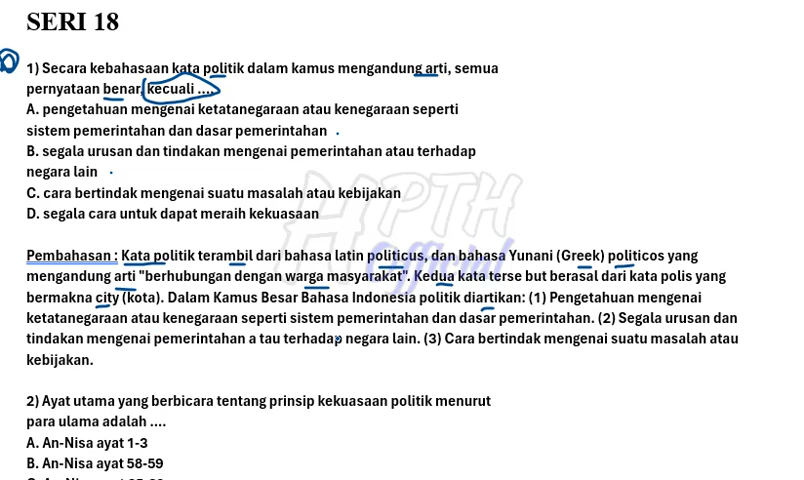 SERI 18
1) Secara kebahasaan kata politik dalam kamus mengandung arti, semua
pernyataan benar, kecuali ....
A. pengetahuan mengenai ketatanegaraan atau kenegaraan seperti
sistem pemerintahan dan dasar pemerintahan
B. segala urusan dan tindakan mengenai pemerintahan atau terhadap
negara lain
C. cara bertindak mengenai suatu masalah atau kebijakan
D. segala cara untuk dapat meraih kekuasaan
HPTH
Official
Pembahasan : Kata politik terambil dari bahasa latin politicus, dan bahasa Yunani (Greek) politicos yang
mengandung arti "berhubungan dengan warga masyarakat". Kedua kata terse but berasal dari kata polis yang
bermakna city (kota). Dalam Kamus Besar Bahasa Indonesia politik diartikan: (1) Pengetahuan mengenai
ketatanegaraan atau kenegaraan seperti sistem pemerintahan dan dasar pemerintahan. (2) Segala urusan dan
tindakan mengenai pemerintahan a tau terhadap negara lain. (3) Cara bertindak mengenai suatu masalah atau
kebijakan.
2) Ayat utama yang berbicara tentang prinsip kekuasaan politik menurut
para ulama adalah ....
A. An-Nisa ayat 1-3
B. An-Nisa ayat 58-59